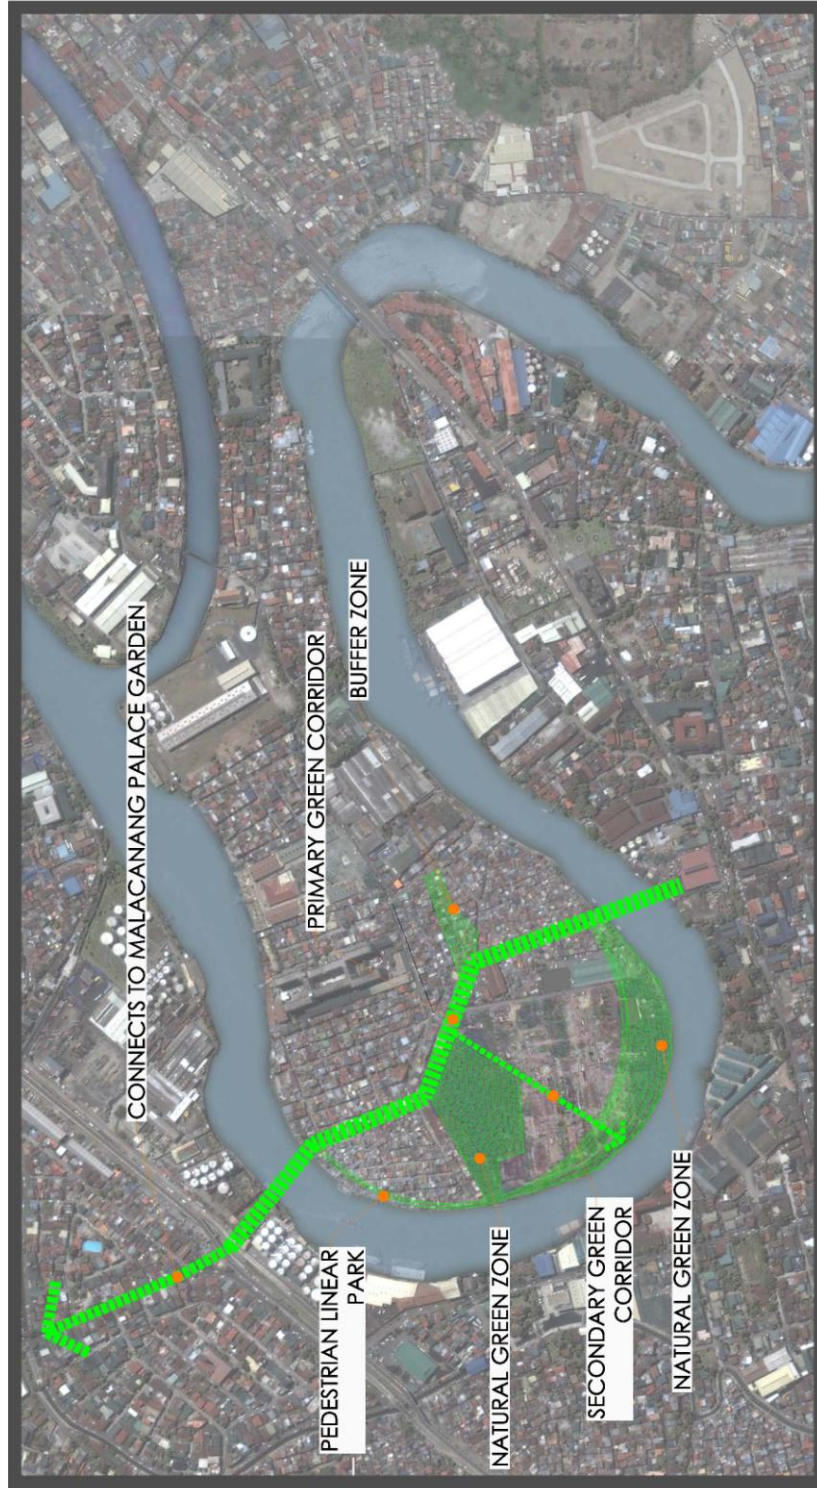 CONNECTS TO MALACANANG PALACE GARDEN
PRIMARY GREEN CORRIDOR
BUFFER ZONE
PEDESTRIAN LINEAR
PARK
NATURAL GREEN ZONE
SECONDARY GREEN
CORRIDOR
NATURAL GREEN ZONE